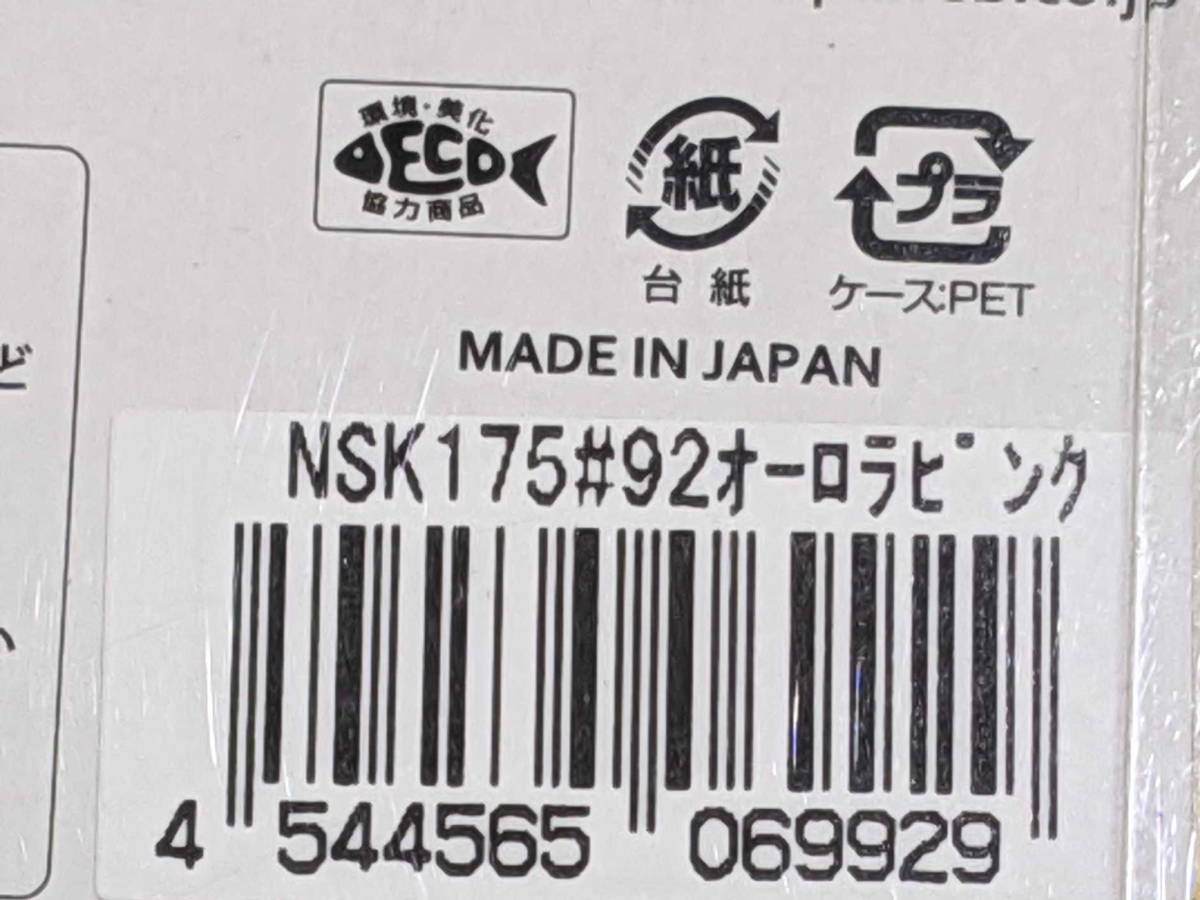 環境・美化
ECO
協力商品
紙
台紙
プラ
ケース:PET
MADE IN JAPAN
ど
NSK175#92オーロラピンク
4 544565 069929